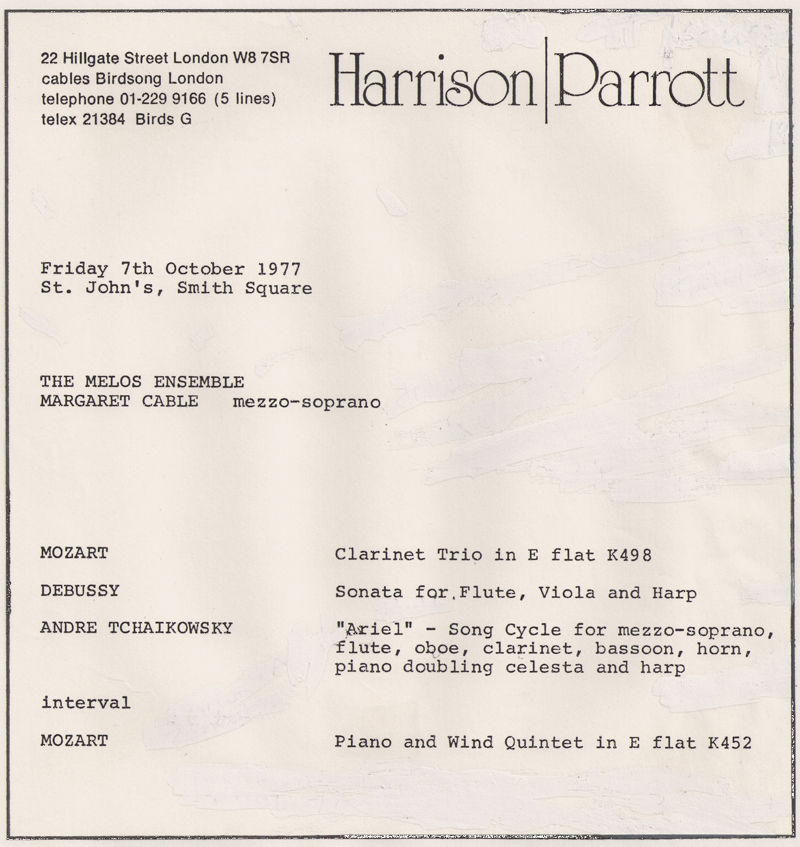 22 Hillgate Street London W8 7SR
cables Birdsong London
telephone 01-229 9166 (5 lines)
telex 21384 Birds G
Harrison Parrott
Friday 7th October 1977
St. John's, Smith Square
THE MELOS ENSEMBLE
MARGARET CABLE mezzo-soprano
MOZART Clarinet Trio in E flat K498
DEBUSSY Sonata for Flute, Viola and Harp
ANDRE TCHAIKOWSKY "Ariel" - Song Cycle for mezzo-soprano,
flute, oboe, clarinet, bassoon, horn,
piano doubling celesta and harp
interval
MOZART Piano and Wind Quintet in E flat K452